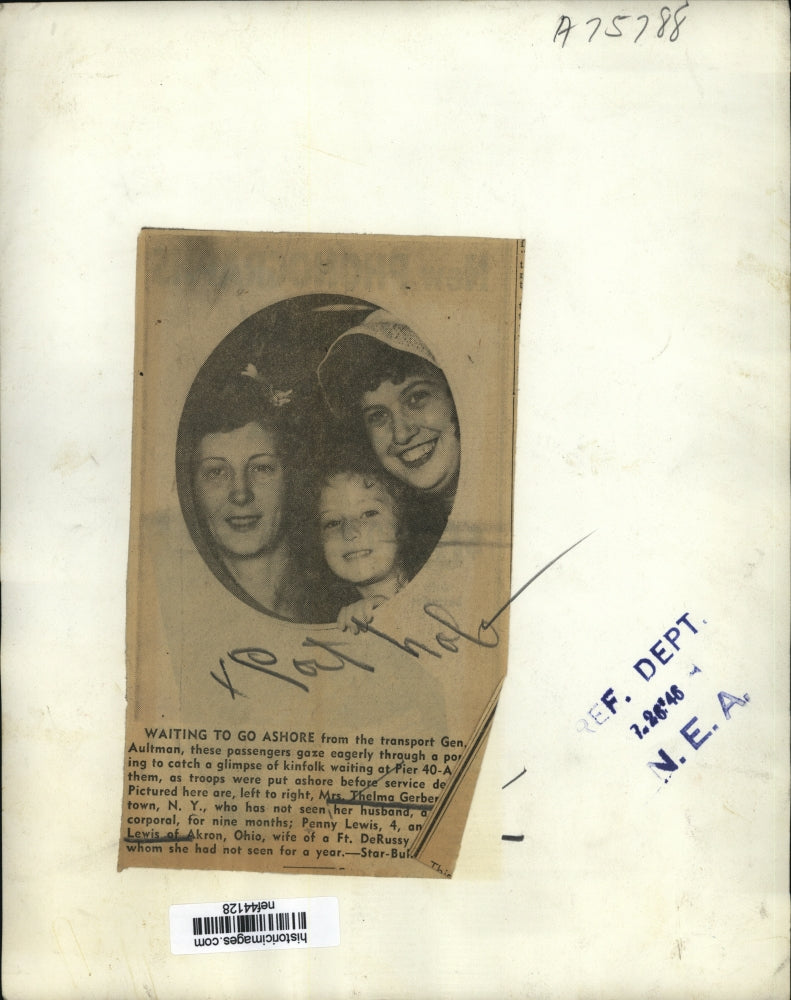 A75788
WAITING TO GO ASHORE from the transport Gen.
Aultman, these passengers gaze eagerly through a por
ing to catch a glimpse of kinfolk waiting at Pier 40-A
them, as troops were put ashore before service de
Pictured here are, left to right, Mrs. Thelma Gerber
town, N. Y., who has not seen her husband, a
corporal, for nine months; Penny Lewis, 4, an
Lewis of Akron, Ohio, wife of a Ft. DeRussy
whom she had not seen for a year.—Star-Bul.
This
REF. DEPT.
N. E. A.
historicimages.com
nef44128